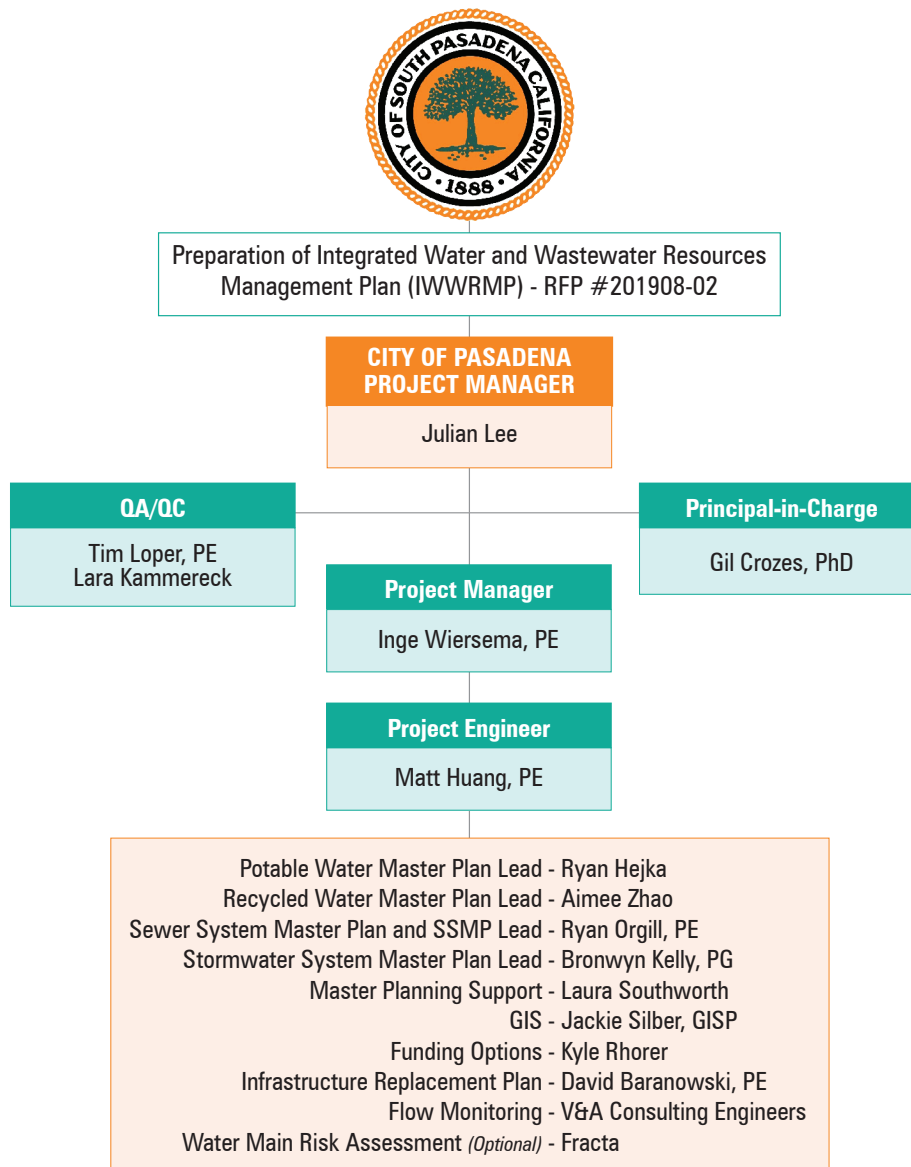 CITY OF SOUTH PASADENA CALIFORNIA
• 1888 •
Preparation of Integrated Water and Wastewater Resources
Management Plan (IWWRMP) - RFP #201908-02
CITY OF PASADENA
PROJECT MANAGER
Julian Lee
QA/QC
Tim Loper, PE
Lara Kammereck
Principal-in-Charge
Gil Crozes, PhD
Project Manager
Inge Wiersema, PE
Project Engineer
Matt Huang, PE
Potable Water Master Plan Lead - Ryan Hejka
Recycled Water Master Plan Lead - Aimee Zhao
Sewer System Master Plan and SSMP Lead - Ryan Orgill, PE
Stormwater System Master Plan Lead - Bronwyn Kelly, PG
Master Planning Support - Laura Southworth
GIS - Jackie Silber, GISP
Funding Options - Kyle Rhorer
Infrastructure Replacement Plan - David Baranowski, PE
Flow Monitoring - V&A Consulting Engineers
Water Main Risk Assessment (Optional) - Fracta